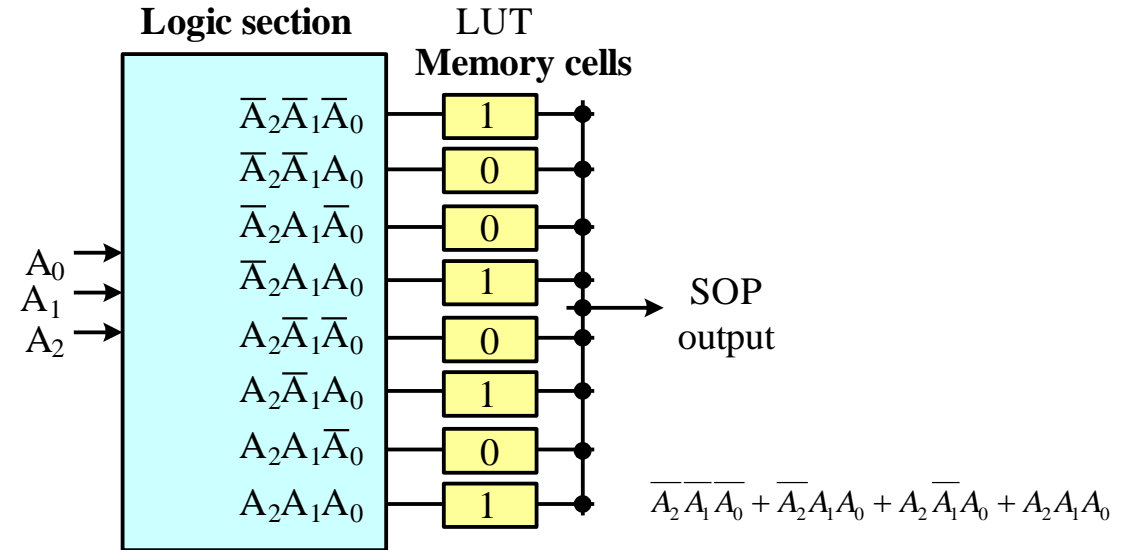 Logic section
LUT
Memory cells
A̅₂A̅₁A̅₀ 1
A̅₂A̅₁A₀ 0
A̅₂A₁A̅₀ 0
A₀
A̅₂A₁A₀ 1
A₁
SOP
output
A₂
A₂A̅₁A̅₀ 0
A₂A̅₁A₀ 1
A₂A₁A̅₀ 0
A₂A₁A₀ 1
A̅₂A̅₁A̅₀ + A̅₂A₁A₀ + A₂A̅₁A₀ + A₂A₁A₀